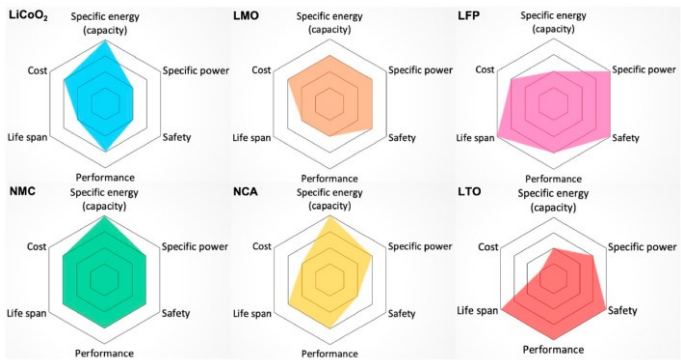 LiCoO₂
Specific energy
(capacity)
Cost
Specific power
Life span
Safety
Performance
LMO
Specific energy
(capacity)
Cost
Specific power
Life span
Safety
Performance
LFP
Specific energy
(capacity)
Cost
Specific power
Life span
Safety
Performance
NMC
Specific energy
(capacity)
Cost
Specific power
Life span
Safety
Performance
NCA
Specific energy
(capacity)
Cost
Specific power
Life span
Safety
Performance
LTO
Specific energy
(capacity)
Cost
Specific power
Life span
Safety
Performance